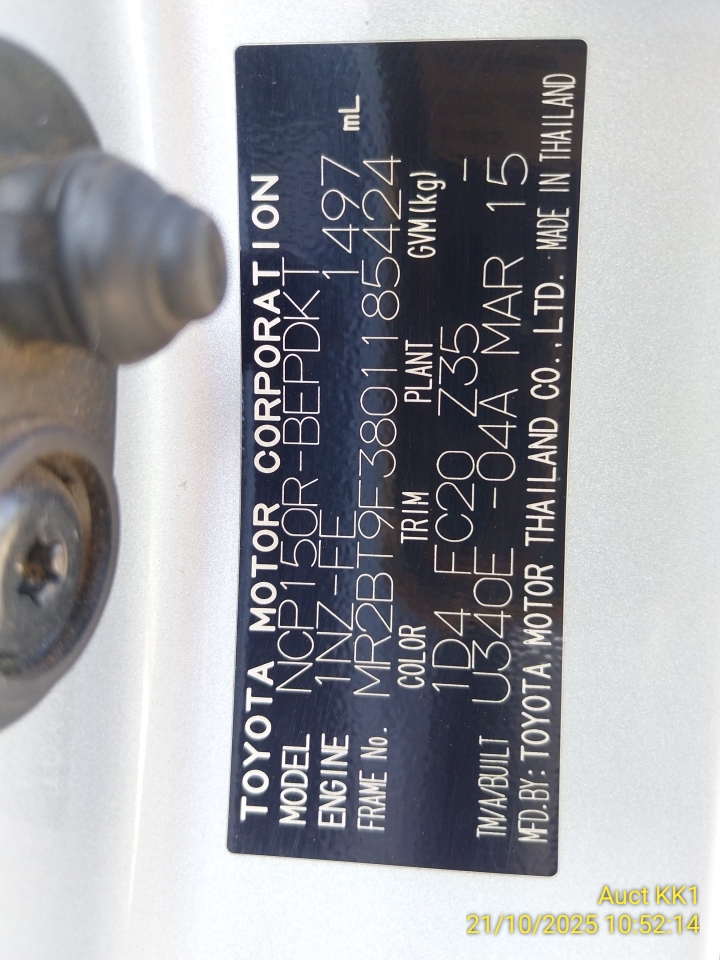 TOYOTA MOTOR CORPORATION
MODEL NCP150R-BEPDKT
ENGINE 1NZ-FE 1497 mL
FRAME No. MR2BT9F3801185424
COLOR TRIM PLANT GVM(kg)
1D4 FC20 Z35 -
TM/A/BUILT U340E -04A MAR 15
MFD.BY: TOYOTA MOTOR THAILAND CO.,LTD. MADE IN THAILAND
Auct KK1
21/10/2025 10:52:14